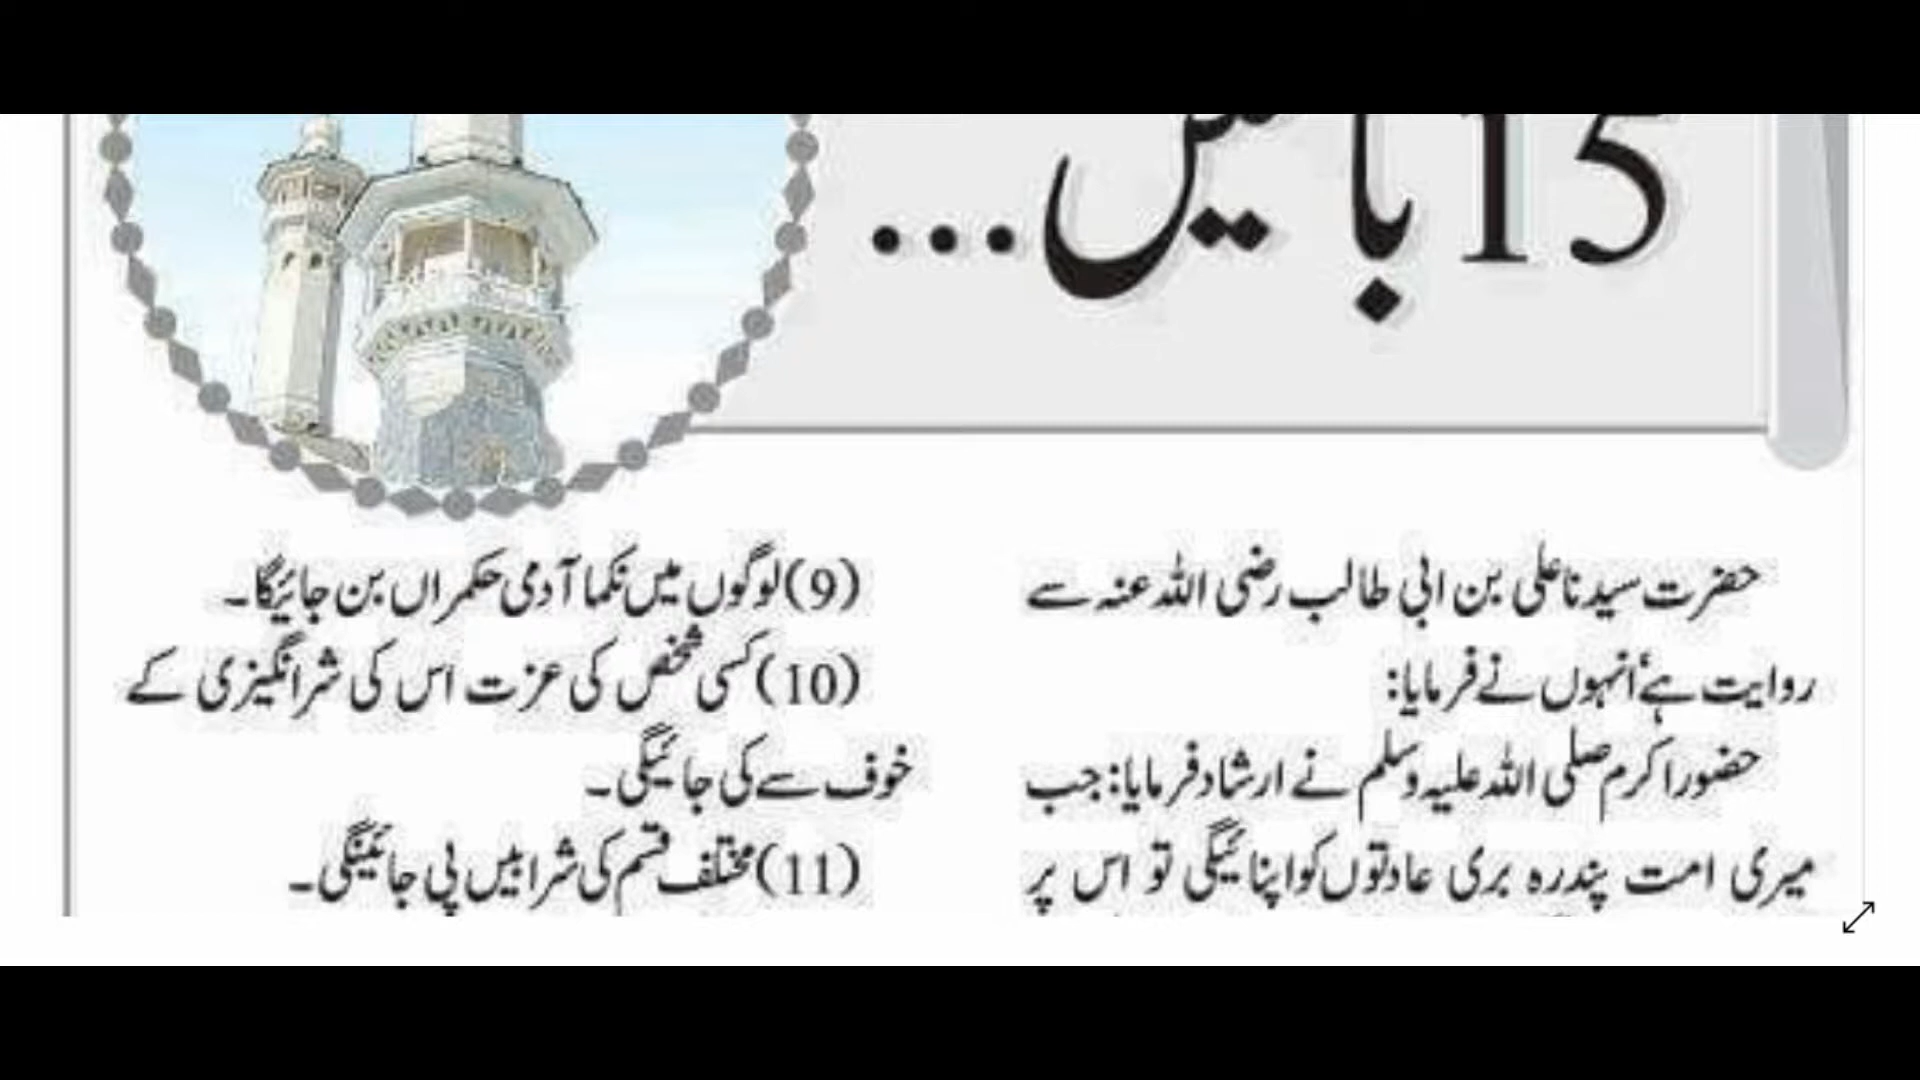 15 باتیں...
حضرت سیدنا علی بن ابی طالب رضی اللہ عنہ سے
روایت ہے‘ انہوں نے فرمایا:
حضور اکرم صلی اللہ علیہ وسلم نے ارشاد فرمایا: جب
میری امت پندرہ بری عادتوں کو اپنائیگی تو اس پر
(9) لوگوں میں نکما آدمی حکمراں بن جائیگا۔
(10) کسی شخص کی عزت اس کی شرانگیزی کے
خوف سے کی جائیگی۔
(11) مختلف قسم کی شرابیں پی جائینگی۔